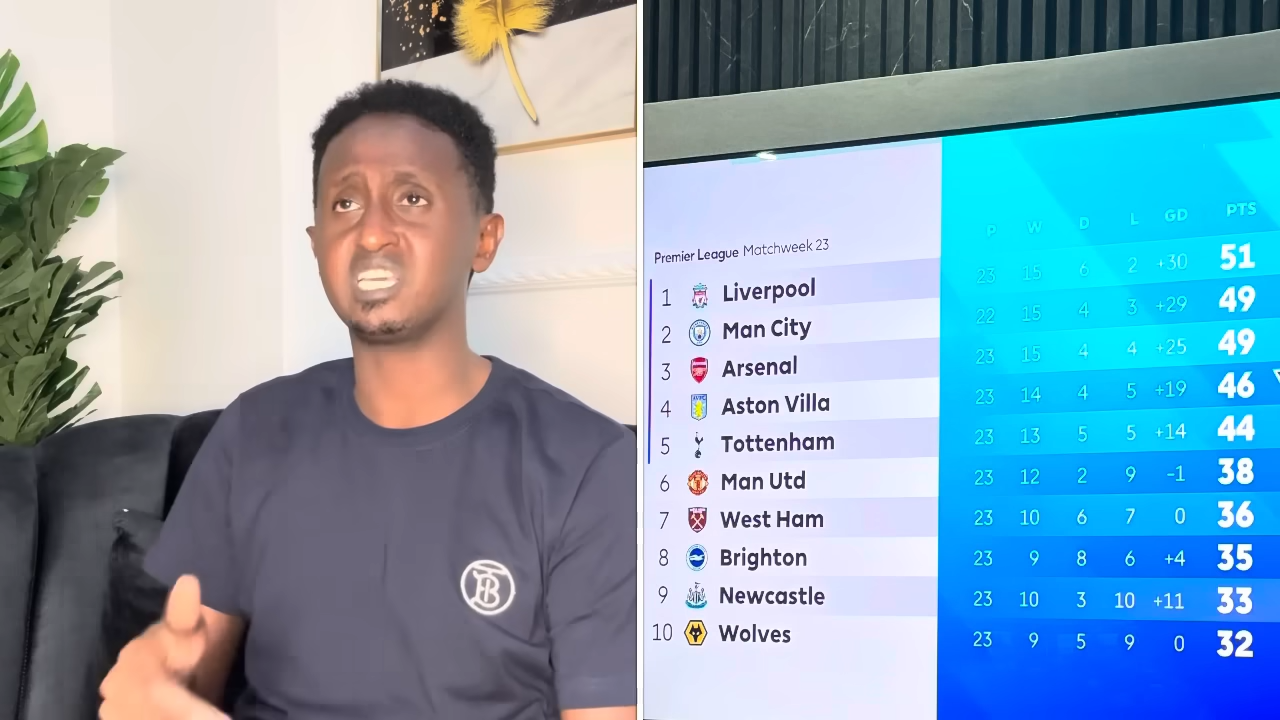 Premier League Matchweek 23
P W D L GD PTS
1 Liverpool 23 15 6 2 +30 51
2 Man City 22 15 4 3 +29 49
3 Arsenal 23 15 4 4 +25 49
4 Aston Villa 23 14 4 5 +19 46
5 Tottenham 23 13 5 5 +14 44
6 Man Utd 23 12 2 9 -1 38
7 West Ham 23 10 6 7 0 36
8 Brighton 23 9 8 6 +4 35
9 Newcastle 23 10 3 10 +11 33
10 Wolves 23 9 5 9 0 32